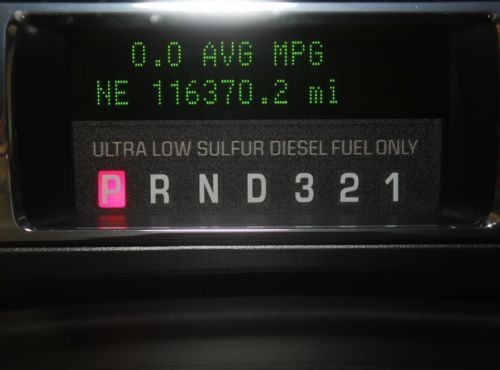 0.0 AVG MPG
NE 116370.2 mi
ULTRA LOW SULFUR DIESEL FUEL ONLY
P R N D 3 2 1